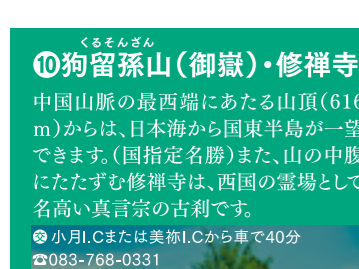 くるそんざん
❿狗留孫山（御嶽）・修禅寺
中国山脈の最西端にあたる山頂（616
m）からは、日本海から国東半島が一望
できます。（国指定名勝）また、山の中腹
にたたずむ修禅寺は、西国の霊場として
名高い真言宗の古刹です。
交 小月I.Cまたは美祢I.Cから車で40分
☎083-768-0331